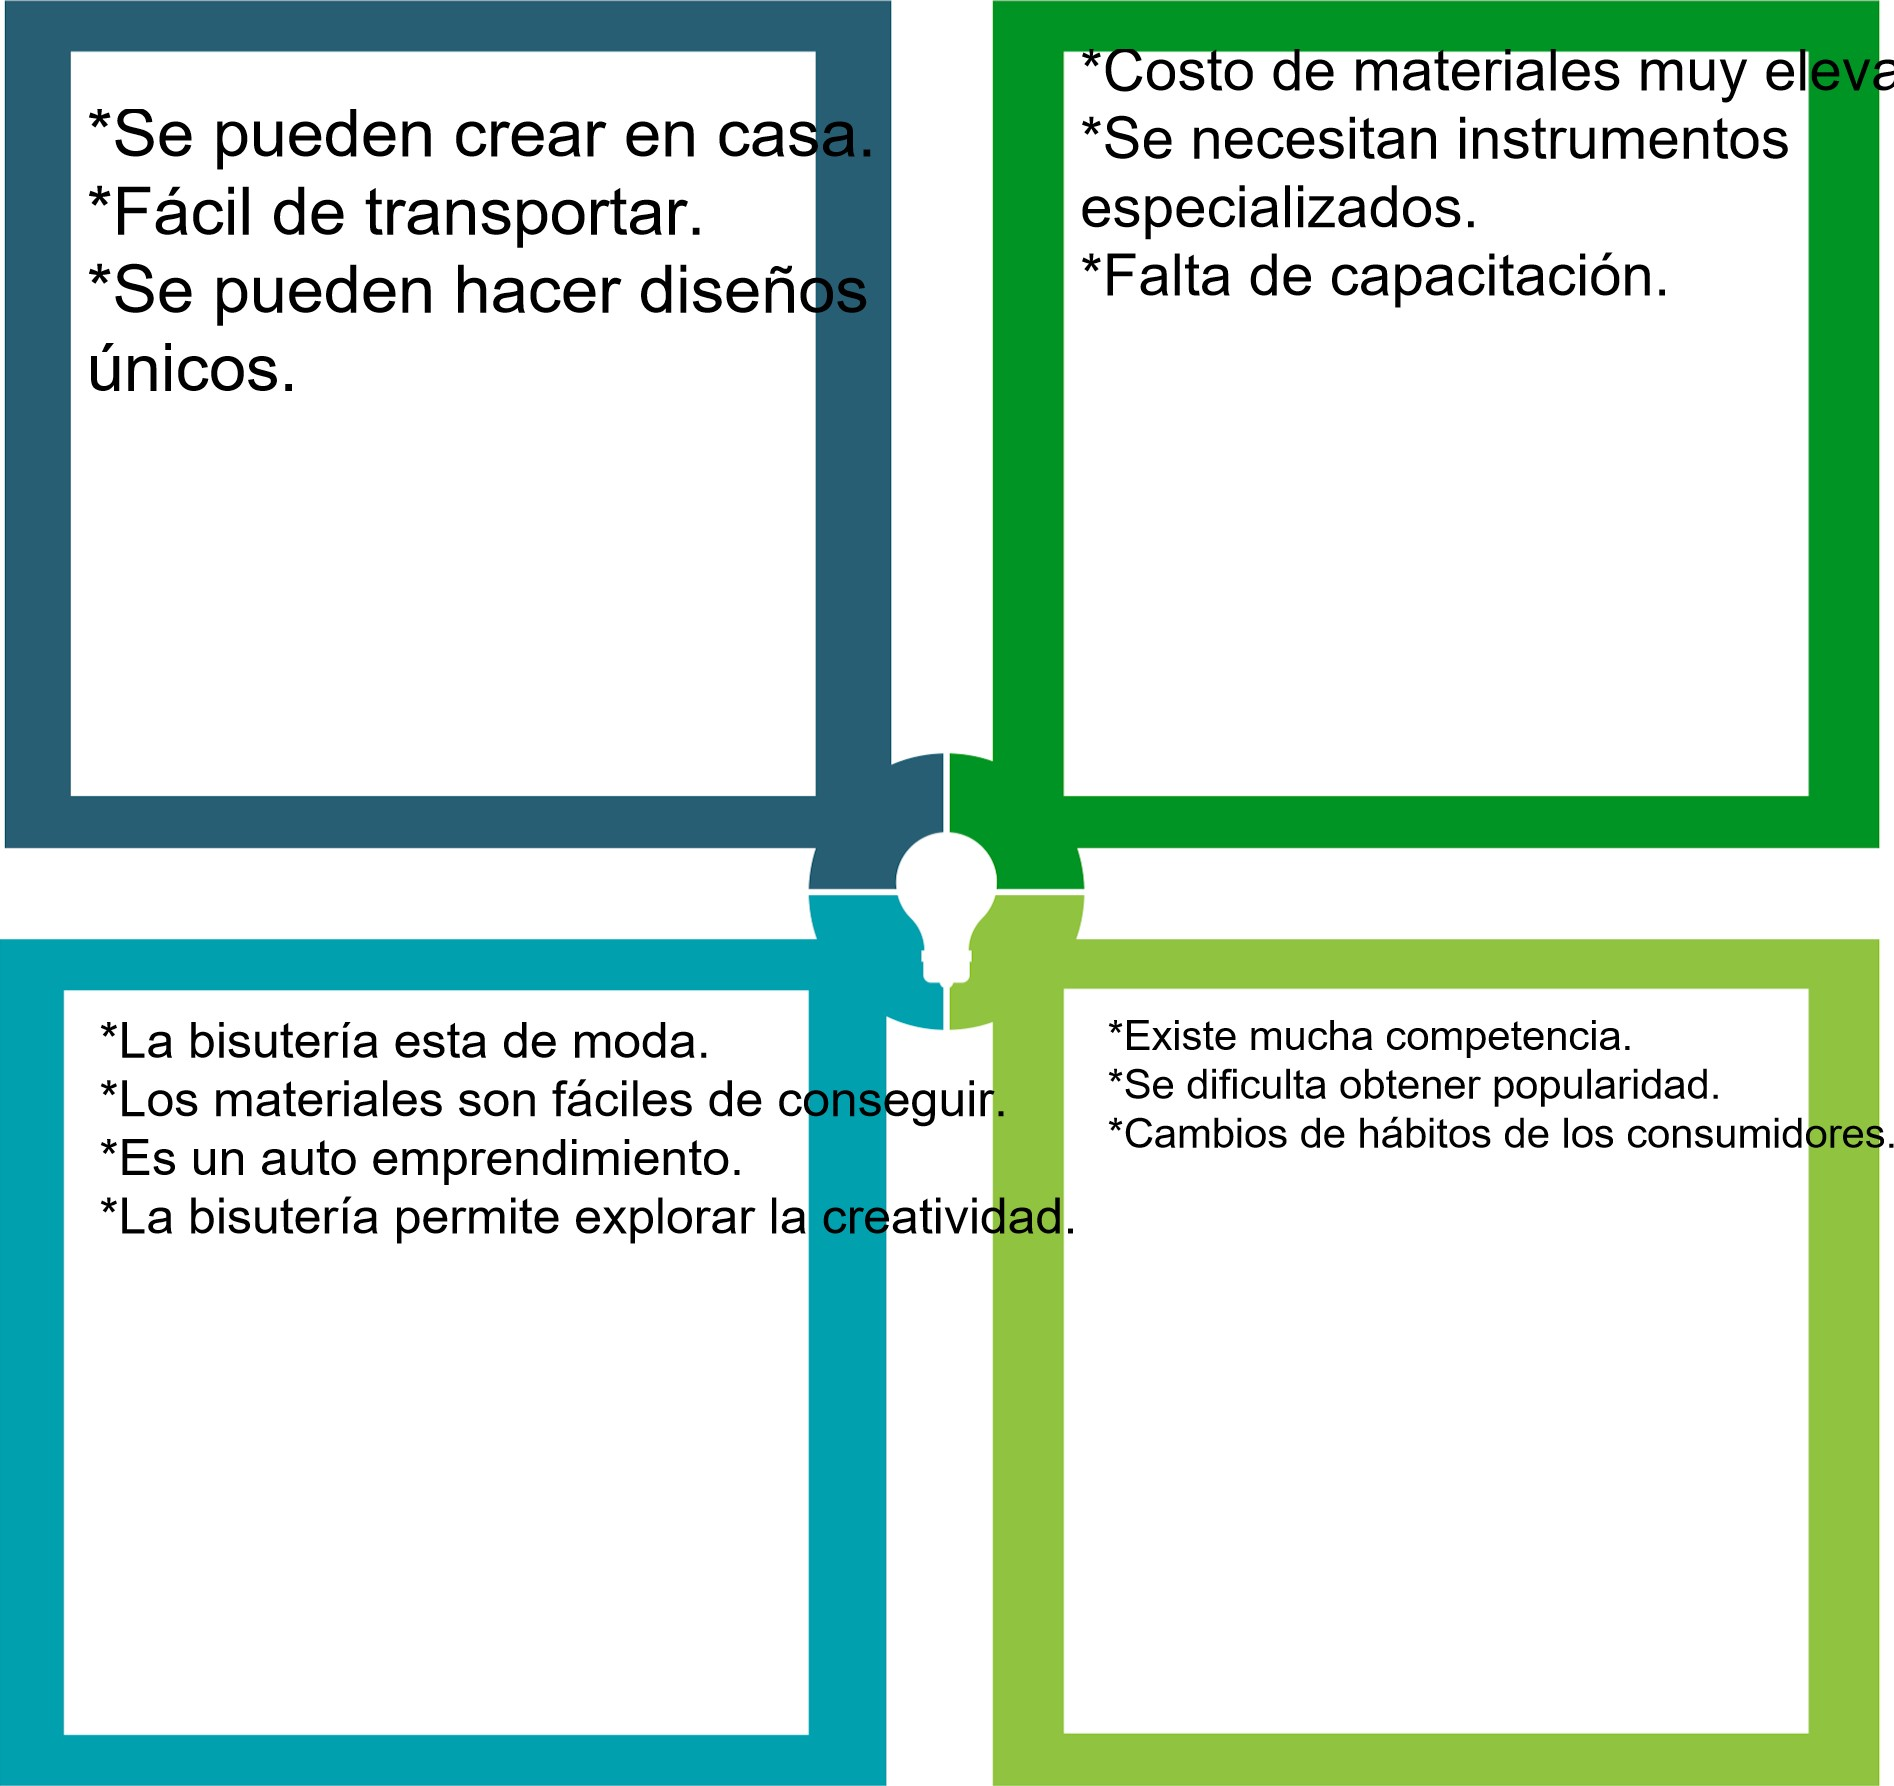 *Se pueden crear en casa.
*Fácil de transportar.
*Se pueden hacer diseños
únicos.
*Costo de materiales muy
*Se necesitan instrumentos
especializados.
*Falta de capacitación.
*La bisutería esta de moda.
*Los materiales son fáciles de conseguir.
*Es un auto emprendimiento.
*La bisutería permite explorar la creatividad.
*Existe mucha competencia.
*Se dificulta obtener popularidad.
*Cambios de hábitos de los consumidores.